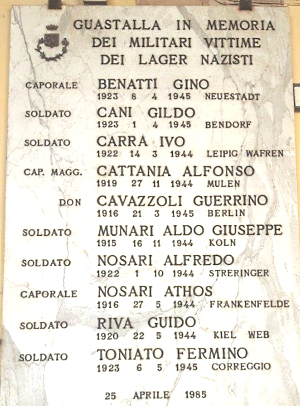 GUASTALLA IN MEMORIA
DEI MILITARI VITTIME
DEI LAGER NAZISTI
CAPORALE BENATTI GINO
1923 8 4 1945 NEUESTADT
SOLDATO CANI GILDO
1923 1 4 1945 BENDORF
SOLDATO CARRA IVO
1922 14 3 1944 LEIPIG WAFREN
CAP. MAGG. CATTANIA ALFONSO
1919 27 11 1944 MULEN
DON CAVAZZOLI GUERRINO
1916 21 3 1945 BERLIN
SOLDATO MUNARI ALDO GIUSEPPE
1915 16 11 1944 KOLN
SOLDATO NOSARI ALFREDO
1922 1 10 1944 STRERINGER
CAPORALE NOSARI ATHOS
1916 27 5 1944 FRANKENFELDE
SOLDATO RIVA GUIDO
1920 22 5 1944 KIEL WEB
SOLDATO TONIATO FERMINO
1923 6 5 1945 CORREGGIO
25 APRILE 1985